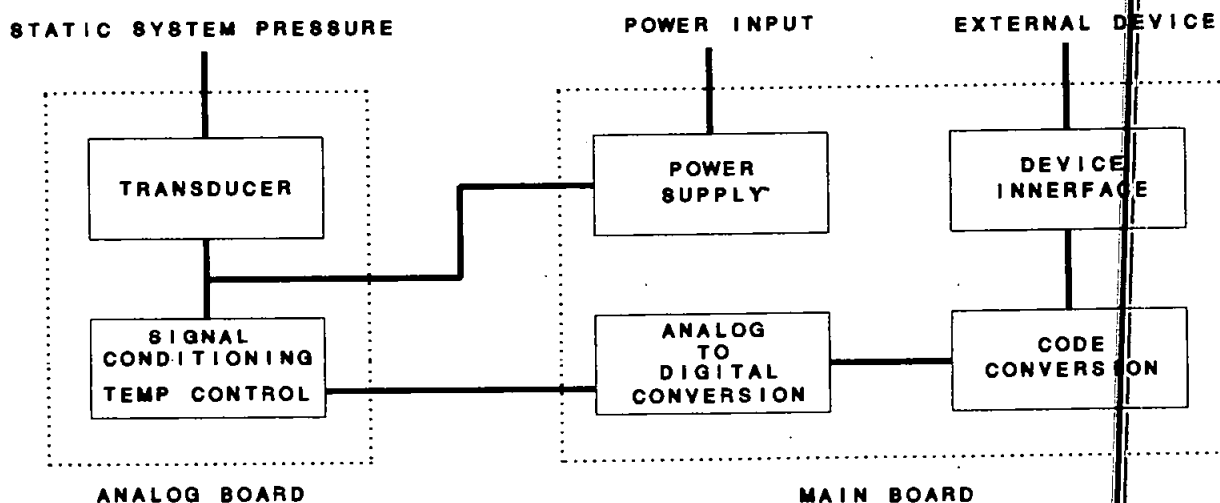 STATIC SYSTEM PRESSURE
POWER INPUT
EXTERNAL DEVICE
TRANSDUCER
POWER
SUPPLY
DEVICE
INNERFACE
SIGNAL
CONDITIONING
TEMP CONTROL
ANALOG
TO
DIGITAL
CONVERSION
CODE
CONVERSION
ANALOG BOARD
MAIN BOARD